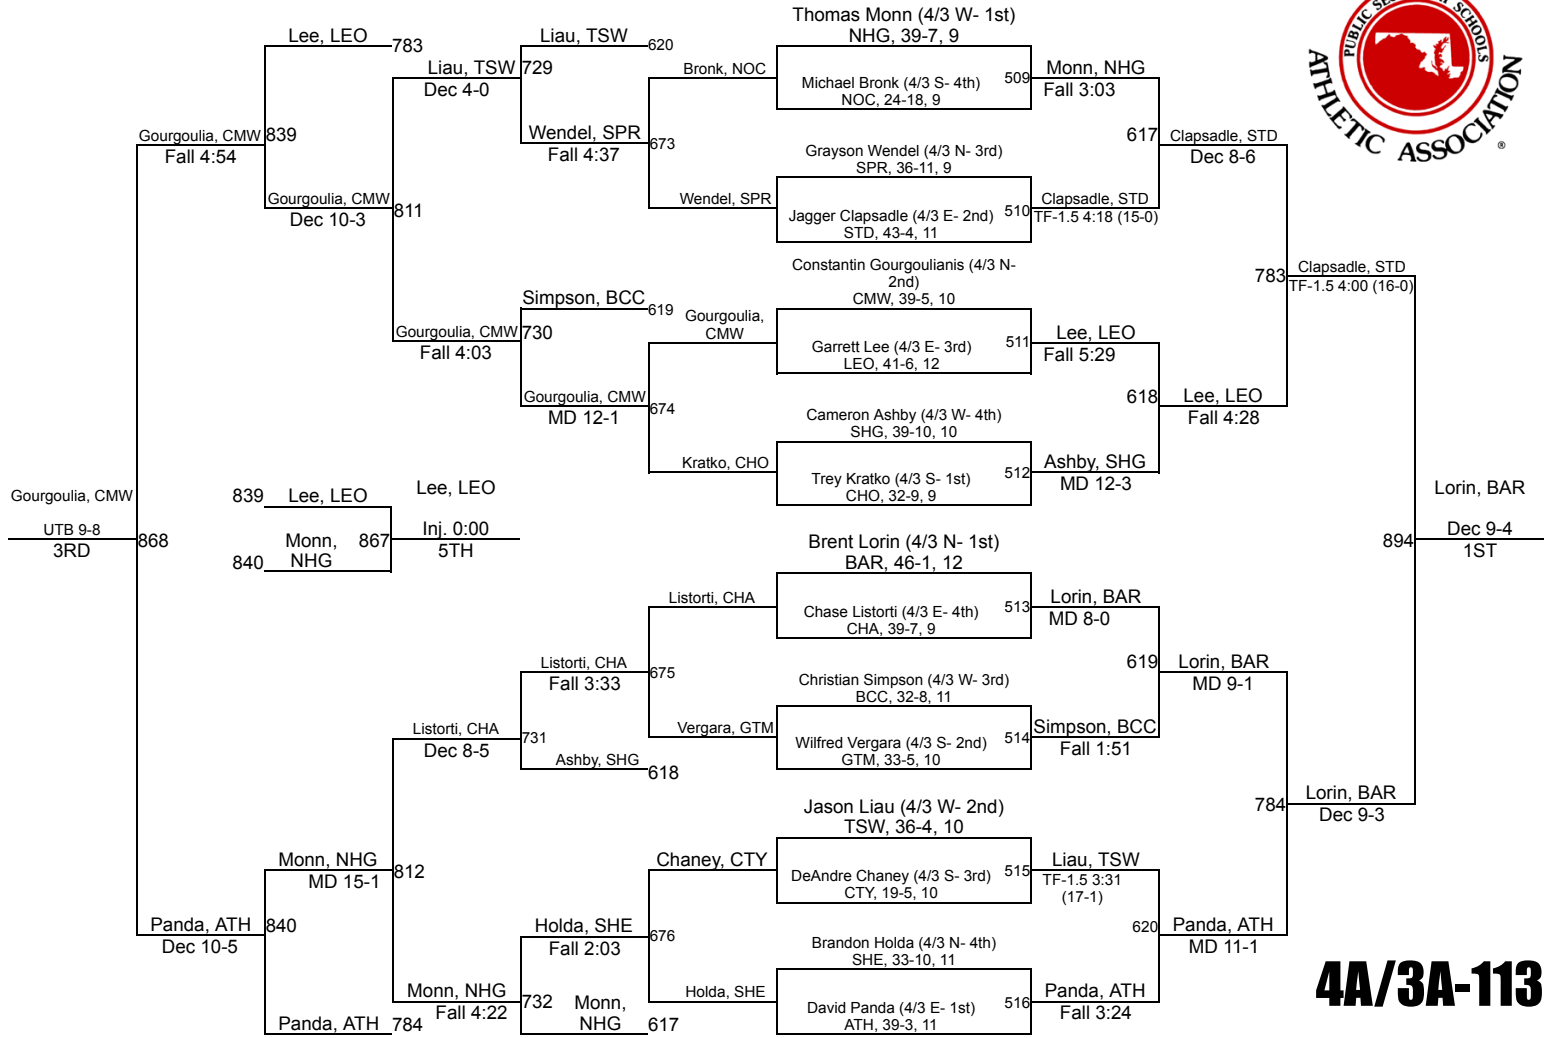 Lee, LEO
783
Liau, TSW
729
Dec 4-0
Liau, TSW
620
Bronk, NOC
Wendel, SPR
Fall 4:37
673
Wendel, SPR
Gourgoulia, CMW
839
Fall 4:54
Gourgoulia, CMW
Dec 10-3
811
Simpson, BCC
619
Gourgoulia, CMW
730
Fall 4:03
Gourgoulia,
CMW
Gourgoulia, CMW
MD 12-1
674
Kratko, CHO
Gourgoulia, CMW
UTB 9-8
3RD
868
839
Lee, LEO
Monn,
NHG
840
867
Lee, LEO
Inj. 0:00
5TH
Listorti, CHA
Listorti, CHA
Fall 3:33
675
Vergara, GTM
Listorti, CHA
Dec 8-5
731
Ashby, SHG
618
Monn, NHG
MD 15-1
812
Chaney, CTY
Panda, ATH
Dec 10-5
840
Holda, SHE
Fall 2:03
676
Holda, SHE
Monn, NHG
Fall 4:22
732
Monn,
NHG
617
Panda, ATH
784
Thomas Monn (4/3 W- 1st)
NHG, 39-7, 9
Michael Bronk (4/3 S- 4th)
NOC, 24-18, 9
509
Monn, NHG
Fall 3:03
Grayson Wendel (4/3 N- 3rd)
SPR, 36-11, 9
Jagger Clapsadle (4/3 E- 2nd)
STD, 43-4, 11
510
Clapsadle, STD
TF-1.5 4:18 (15-0)
617
Clapsadle, STD
Dec 8-6
Constantin Gourgoulianis (4/3 N-
2nd)
CMW, 39-5, 10
Garrett Lee (4/3 E- 3rd)
LEO, 41-6, 12
511
Lee, LEO
Fall 5:29
Cameron Ashby (4/3 W- 4th)
SHG, 39-10, 10
Trey Kratko (4/3 S- 1st)
CHO, 32-9, 9
512
Ashby, SHG
MD 12-3
618
Lee, LEO
Fall 4:28
783
Clapsadle, STD
TF-1.5 4:00 (16-0)
Brent Lorin (4/3 N- 1st)
BAR, 46-1, 12
Chase Listorti (4/3 E- 4th)
CHA, 39-7, 9
513
Lorin, BAR
MD 8-0
Christian Simpson (4/3 W- 3rd)
BCC, 32-8, 11
Wilfred Vergara (4/3 S- 2nd)
GTM, 33-5, 10
514
Simpson, BCC
Fall 1:51
619
Lorin, BAR
MD 9-1
Jason Liau (4/3 W- 2nd)
TSW, 36-4, 10
DeAndre Chaney (4/3 S- 3rd)
CTY, 19-5, 10
515
Liau, TSW
TF-1.5 3:31
(17-1)
Brandon Holda (4/3 N- 4th)
SHE, 33-10, 11
David Panda (4/3 E- 1st)
ATH, 39-3, 11
516
Panda, ATH
Fall 3:24
620
Panda, ATH
MD 11-1
784
Lorin, BAR
Dec 9-3
894
Lorin, BAR
Dec 9-4
1ST
PUBLIC SCHOOLS
ATHLETIC ASSOCIATION
®
4A/3A-113